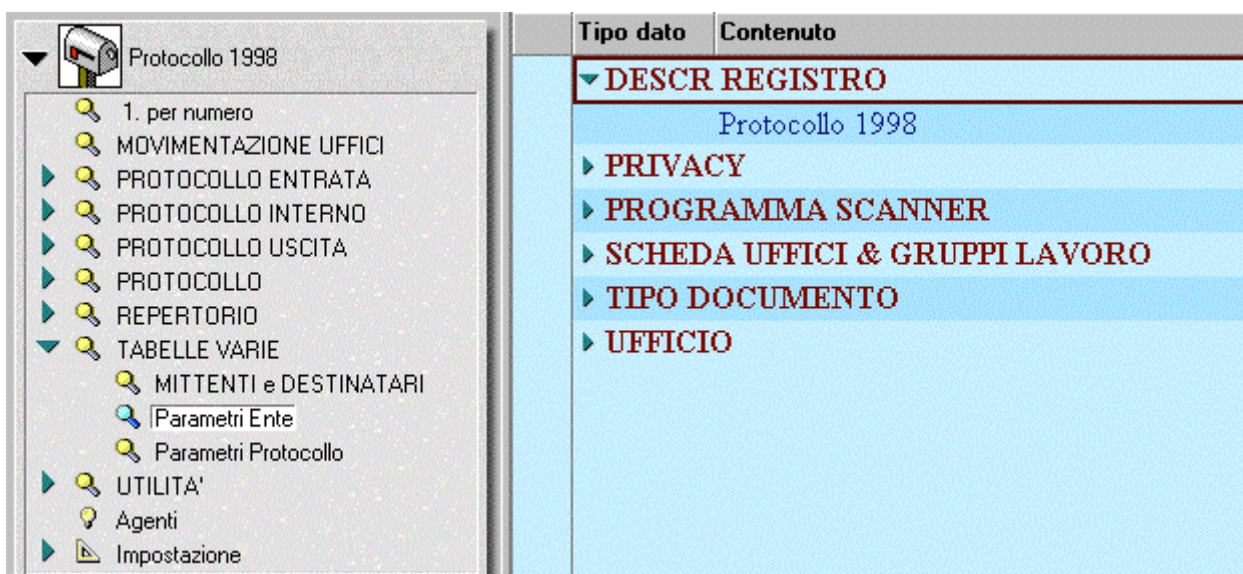 Protocollo 1998
1. per numero
MOVIMENTAZIONE UFFICI
PROTOCOLLO ENTRATA
PROTOCOLLO INTERNO
PROTOCOLLO USCITA
PROTOCOLLO
REPERTORIO
TABELLE VARIE
MITTENTI e DESTINATARI
Parametri Ente
Parametri Protocollo
UTILITA'
Agenti
Impostazione
Tipo dato Contenuto
DESCR REGISTRO
Protocollo 1998
PRIVACY
PROGRAMMA SCANNER
SCHEDA UFFICI & GRUPPI LAVORO
TIPO DOCUMENTO
UFFICIO